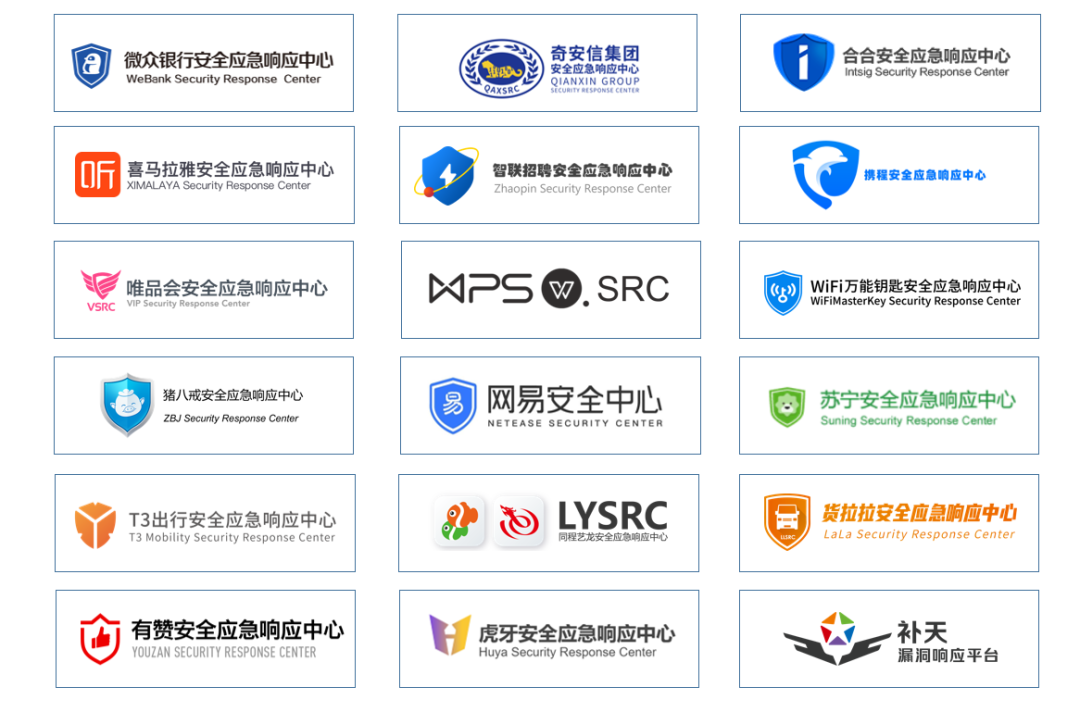 微众银行安全应急响应中心
WeBank Security Response Center
QAXSRC
奇安信集团
安全应急响应中心
QIANXIN GROUP
SECURITY RESPONSE CENTER
合合安全应急响应中心
Intsig Security Response Center
听
喜马拉雅安全应急响应中心
XIMALAYA Security Response Center
智联招聘安全应急响应中心
Zhaopin Security Response Center
携程安全应急响应中心
VSRC
唯品会安全应急响应中心
VIP Security Response Center
WPS W.SRC
WiFi万能钥匙安全应急响应中心
WiFiMasterKey Security Response Center
猪八戒安全应急响应中心
ZBJ Security Response Center
易
网易安全中心
NETEASE SECURITY CENTER
苏宁安全应急响应中心
Suning Security Response Center
T3出行安全应急响应中心
T3 Mobility Security Response Center
LYSRC
同程艺龙安全应急响应中心
LLSRC
货拉拉安全应急响应中心
LaLa Security Response Center
有赞安全应急响应中心
YOUZAN SECURITY RESPONSE CENTER
虎牙安全应急响应中心
Huya Security Response Center
补天
漏洞响应平台